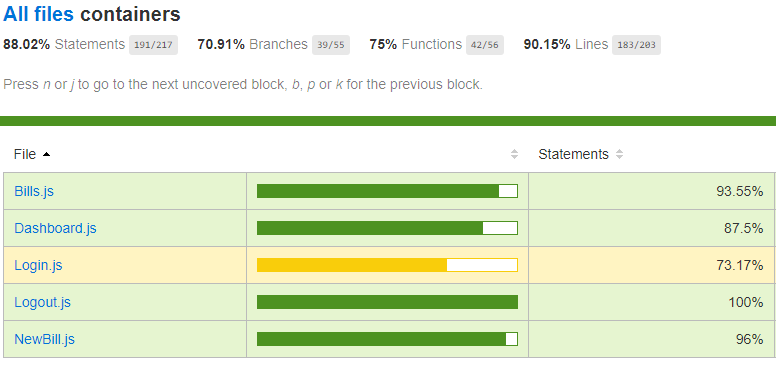 All files containers
88.02% Statements 191/217 70.91% Branches 39/55 75% Functions 42/56 90.15% Lines 183/203
Press n or j to go to the next uncovered block, b, p or k for the previous block.
File Statements
Bills.js 93.55%
Dashboard.js 87.5%
Login.js 73.17%
Logout.js 100%
NewBill.js 96%